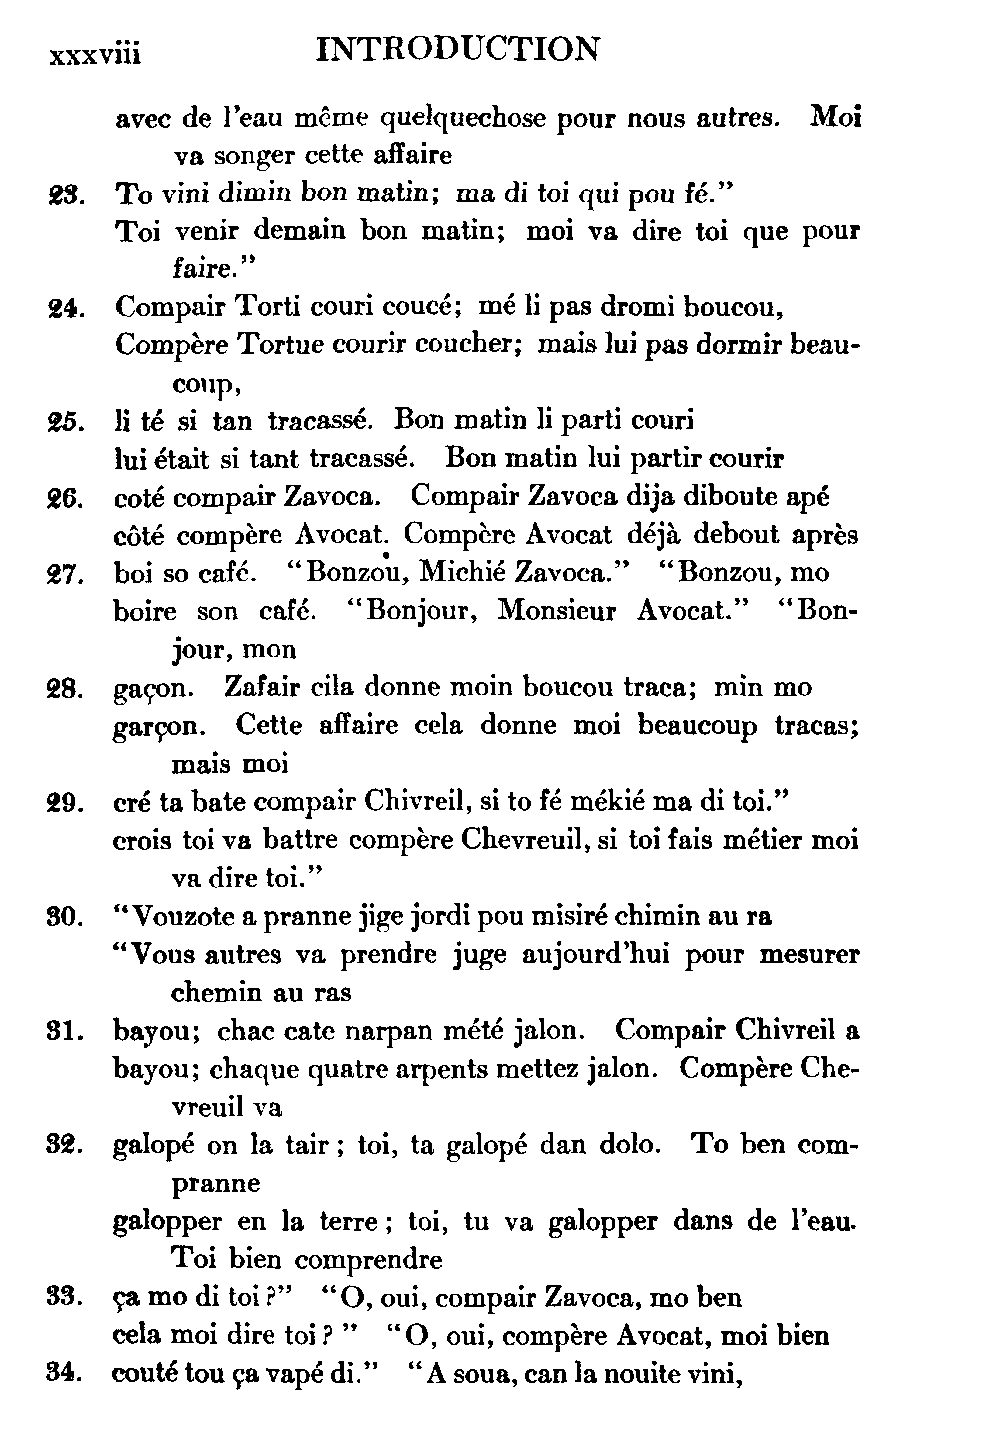 xxxviii INTRODUCTION
avec de l'eau même quelquechose pour nous autres. Moi
va songer cette affaire
23. To vini dimin bon matin; ma di toi qui pou fé."
Toi venir demain bon matin; moi va dire toi que pour
faire."
24. Compair Torti couri coucé; mé li pas dromi boucou,
Compère Tortue courir coucher; mais lui pas dormir beau-
coup,
25. li té si tan tracassé. Bon matin li parti couri
lui était si tant tracassé. Bon matin lui partir courir
26. coté compair Zavoca. Compair Zavoca dija diboute apé
côté compère Avocat. Compère Avocat déjà debout après
27. boi so café. "Bonzou, Michié Zavoca." "Bonzou, mo
boire son café. "Bonjour, Monsieur Avocat." "Bon-
jour, mon
28. gaçon. Zafair cila donne moin boucou traca; min mo
garçon. Cette affaire cela donne moi beaucoup tracas;
mais moi
29. cré ta bate compair Chivreil, si to fé mékié ma di toi."
crois toi va battre compère Chevreuil, si toi fais métier moi
va dire toi."
30. "Vouzote a pranne jige jordi pou misiré chimin au ra
"Vous autres va prendre juge aujourd'hui pour mesurer
chemin au ras
31. bayou; chac cate narpan mété jalon. Compair Chivreil a
bayou; chaque quatre arpents mettez jalon. Compère Che-
vreuil va
32. galopé on la tair; toi, ta galopé dan dolo. To ben com-
pranne
galopper en la terre; toi, tu va galopper dans de l'eau.
Toi bien comprendre
33. ça mo di toi?" "O, oui, compair Zavoca, mo ben
cela moi dire toi?" "O, oui, compère Avocat, moi bien
34. couté tou ça vapé di." "A soua, can la nouite vini,